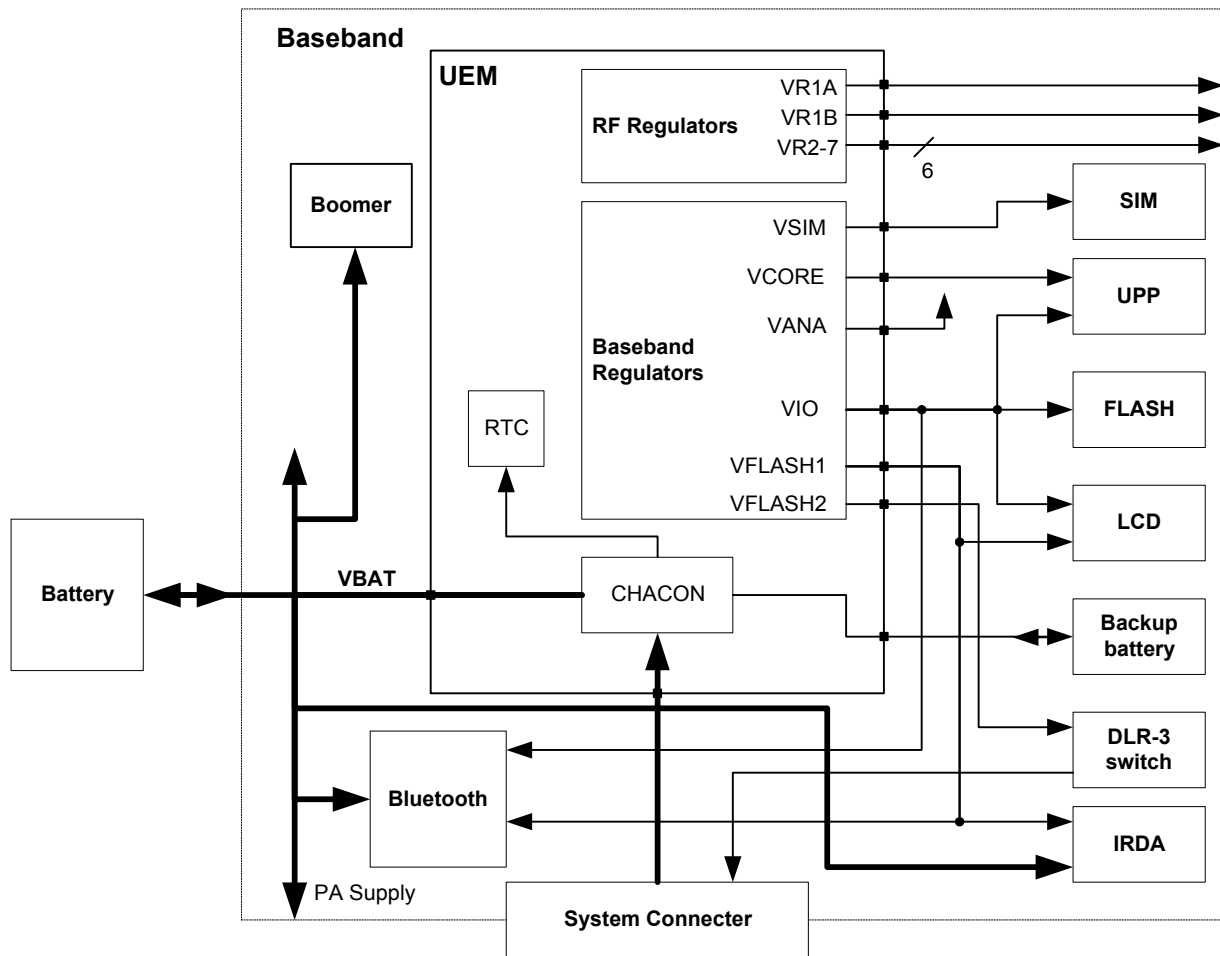 Baseband
UEM
RF Regulators
VR1A
VR1B
VR2-7
6
Boomer
SIM
VSIM
VCORE
UPP
VANA
Baseband
Regulators
VIO
FLASH
RTC
VFLASH1
VFLASH2
LCD
Battery
VBAT
CHACON
Backup
battery
DLR-3
switch
Bluetooth
IRDA
PA Supply
System Connecter